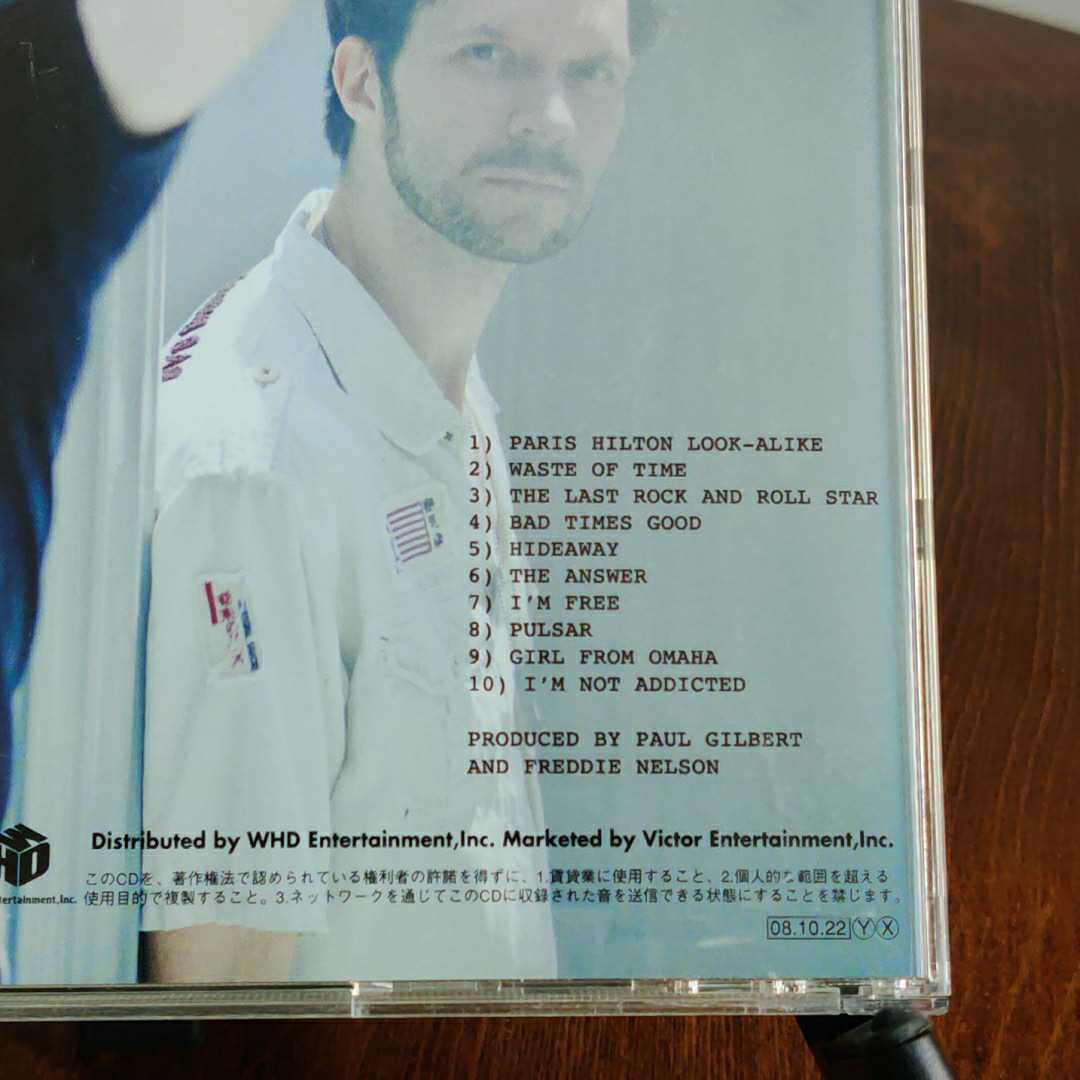 1) PARIS HILTON LOOK-ALIKE
2) WASTE OF TIME
3) THE LAST ROCK AND ROLL STAR
4) BAD TIMES GOOD
5) HIDEAWAY
6) THE ANSWER
7) I'M FREE
8) PULSAR
9) GIRL FROM OMAHA
10) I'M NOT ADDICTED
PRODUCED BY PAUL GILBERT
AND FREDDIE NELSON
Distributed by WHD Entertainment,Inc. Marketed by Victor Entertainment,Inc.
このCDを、著作権法で認められている権利者の許諾を得ずに、1.賃貸業に使用すること、2.個人的な範囲を超える
使用目的で複製すること。3.ネットワークを通じてこのCDに収録された音を送信できる状態にすることを禁じます。
08.10.22 Y X